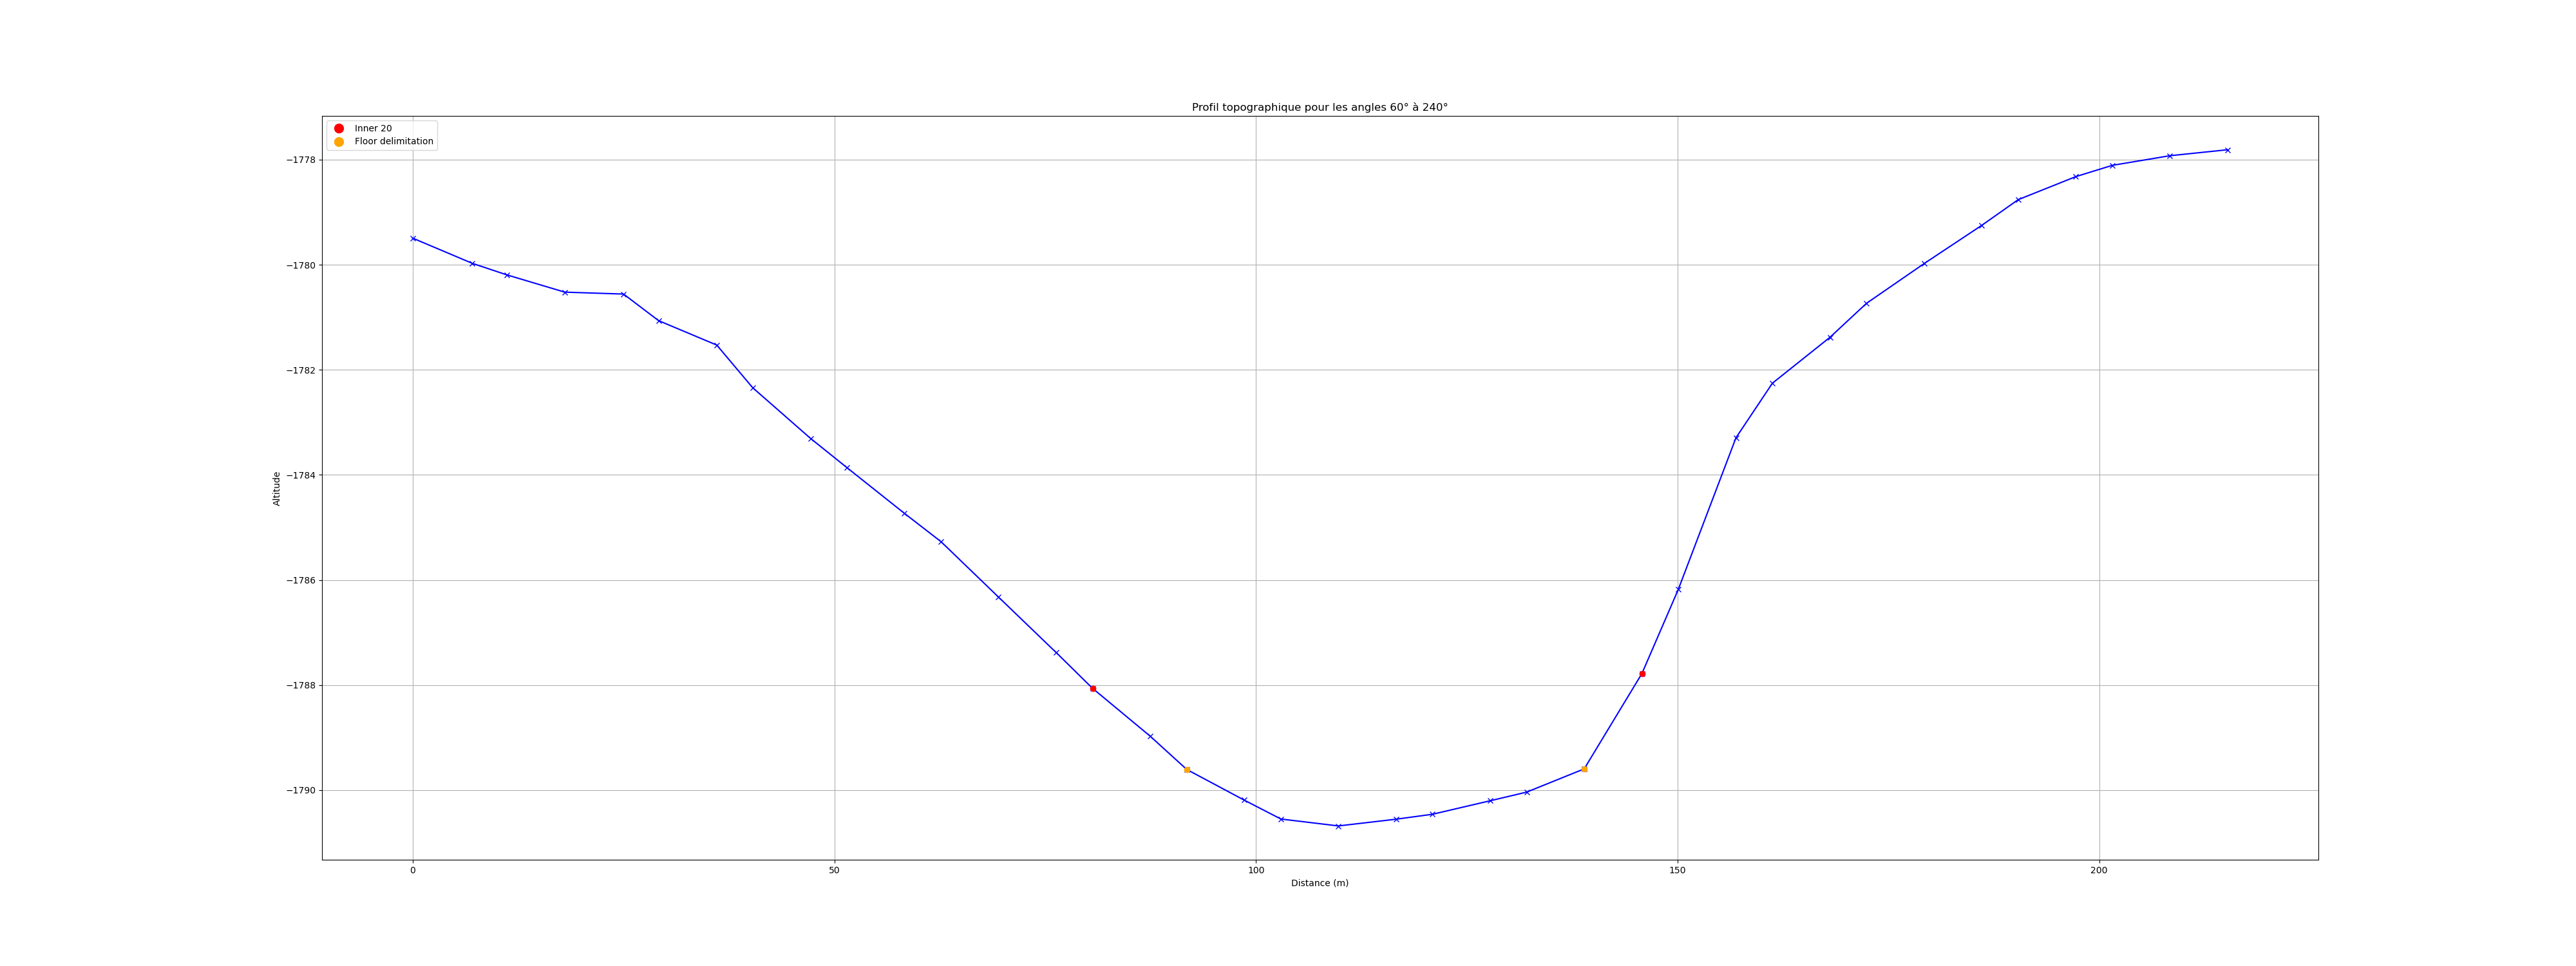 Profil topographique pour les angles 60° à 240°
Inner 20
Floor delimitation
−1778
−1780
−1782
−1784
−1786
−1788
−1790
Altitude
0 50 100 150 200
Distance (m)